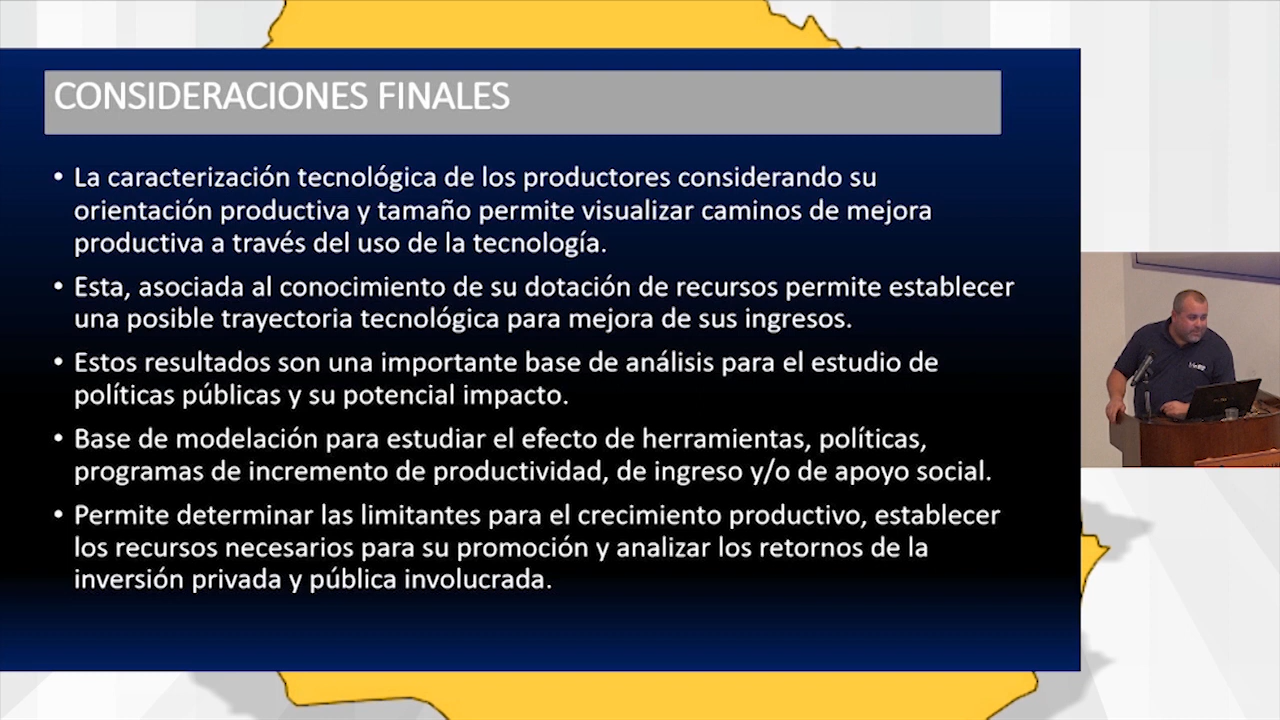 CONSIDERACIONES FINALES
• La caracterización tecnológica de los productores considerando su
orientación productiva y tamaño permite visualizar caminos de mejora
productiva a través del uso de la tecnología.
• Esta, asociada al conocimiento de su dotación de recursos permite establecer
una posible trayectoria tecnológica para mejora de sus ingresos.
• Estos resultados son una importante base de análisis para el estudio de
políticas públicas y su potencial impacto.
• Base de modelación para estudiar el efecto de herramientas, políticas,
programas de incremento de productividad, de ingreso y/o de apoyo social.
• Permite determinar las limitantes para el crecimiento productivo, establecer
los recursos necesarios para su promoción y analizar los retornos de la
inversión privada y pública involucrada.